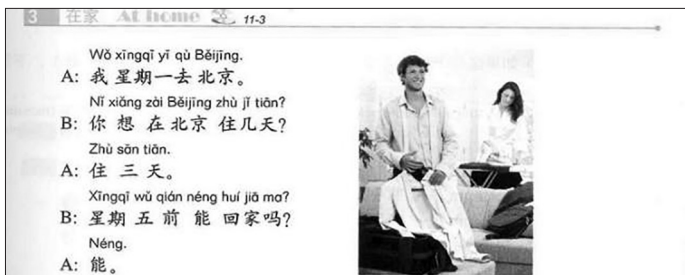 3 在家 At home 11-3
Wǒ xīngqī yī qù Běijīng.
A: 我星期一去北京。
Nǐ xiǎng zài Běijīng zhù jǐ tiān?
B: 你想在北京住几天?
Zhù sān tiān.
A: 住三天。
Xīngqī wǔ qián néng huí jiā ma?
B: 星期五前能回家吗?
Néng.
A: 能。